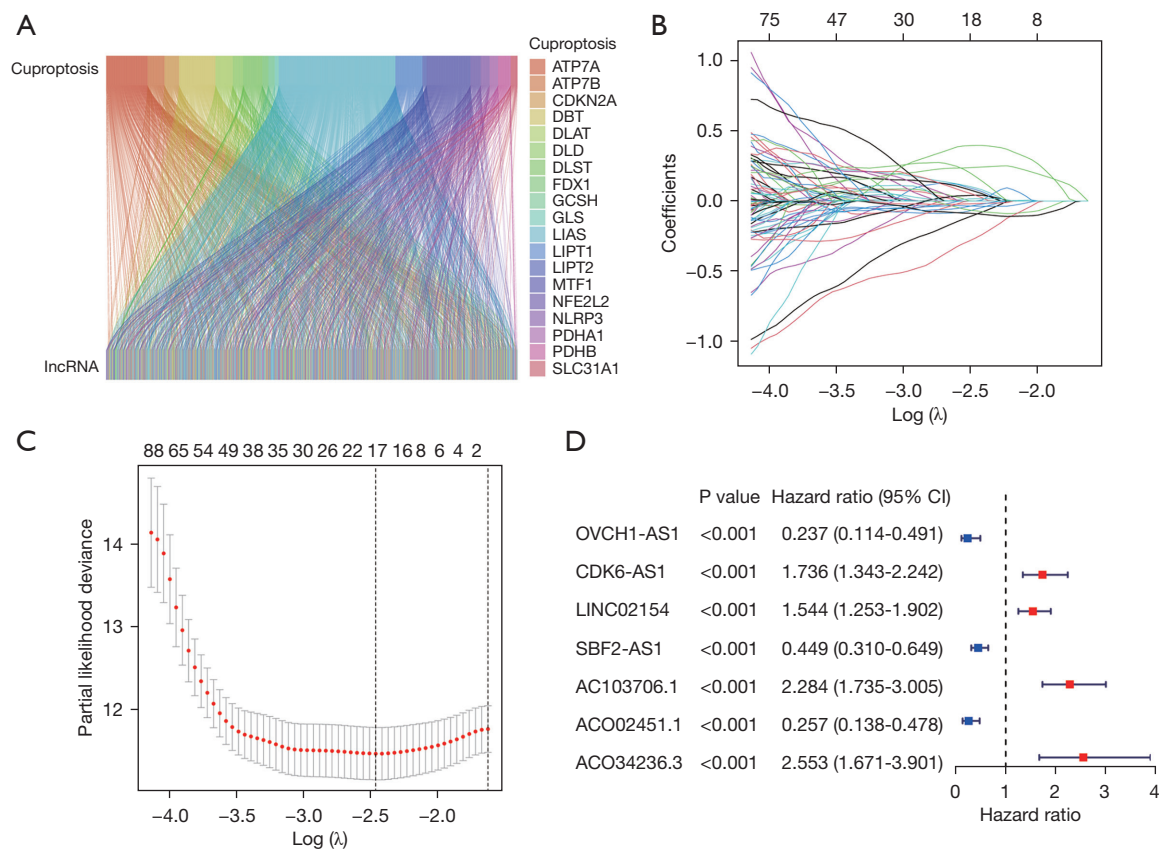 A
Cuproptosis
lncRNA
Cuproptosis
ATP7A
ATP7B
CDKN2A
DBT
DLAT
DLD
DLST
FDX1
GCSH
GLS
LIAS
LIPT1
LIPT2
MTF1
NFE2L2
NLRP3
PDHA1
PDHB
SLC31A1
B
75 47 30 18 8
1.0
0.5
0.0
−0.5
−1.0
Coefficients
−4.0 −3.5 −3.0 −2.5 −2.0
Log (λ)
C
88 65 54 49 38 35 30 26 22 17 16 8 6 4 2
14
13
12
Partial likelihood deviance
−4.0 −3.5 −3.0 −2.5 −2.0
Log (λ)
D
P value Hazard ratio (95% CI)
OVCH1-AS1 <0.001 0.237 (0.114-0.491)
CDK6-AS1 <0.001 1.736 (1.343-2.242)
LINC02154 <0.001 1.544 (1.253-1.902)
SBF2-AS1 <0.001 0.449 (0.310-0.649)
AC103706.1 <0.001 2.284 (1.735-3.005)
ACO02451.1 <0.001 0.257 (0.138-0.478)
ACO34236.3 <0.001 2.553 (1.671-3.901)
0 1 2 3 4
Hazard ratio